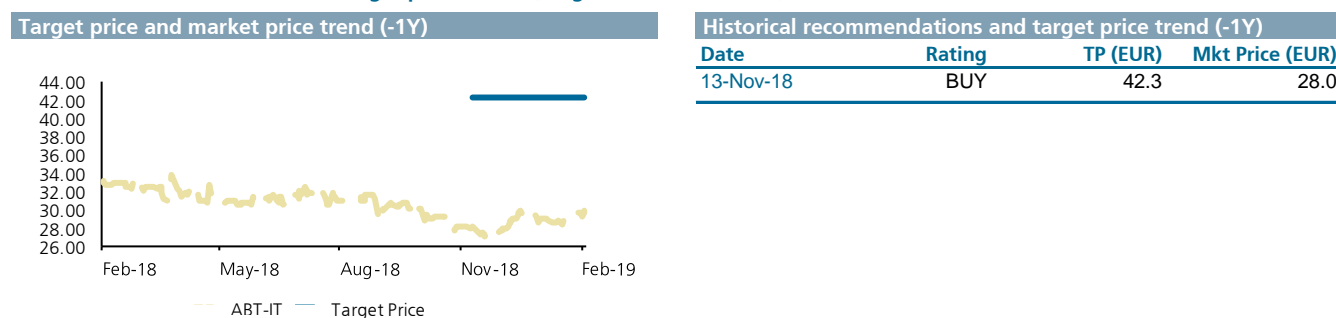 Target price and market price trend (-1Y)
44.00
42.00
40.00
38.00
36.00
34.00
32.00
30.00
28.00
26.00
Feb-18 May-18 Aug-18 Nov-18 Feb-19
ABT-IT Target Price
Historical recommendations and target price trend (-1Y)
Date Rating TP (EUR) Mkt Price (EUR)
13-Nov-18 BUY 42.3 28.0